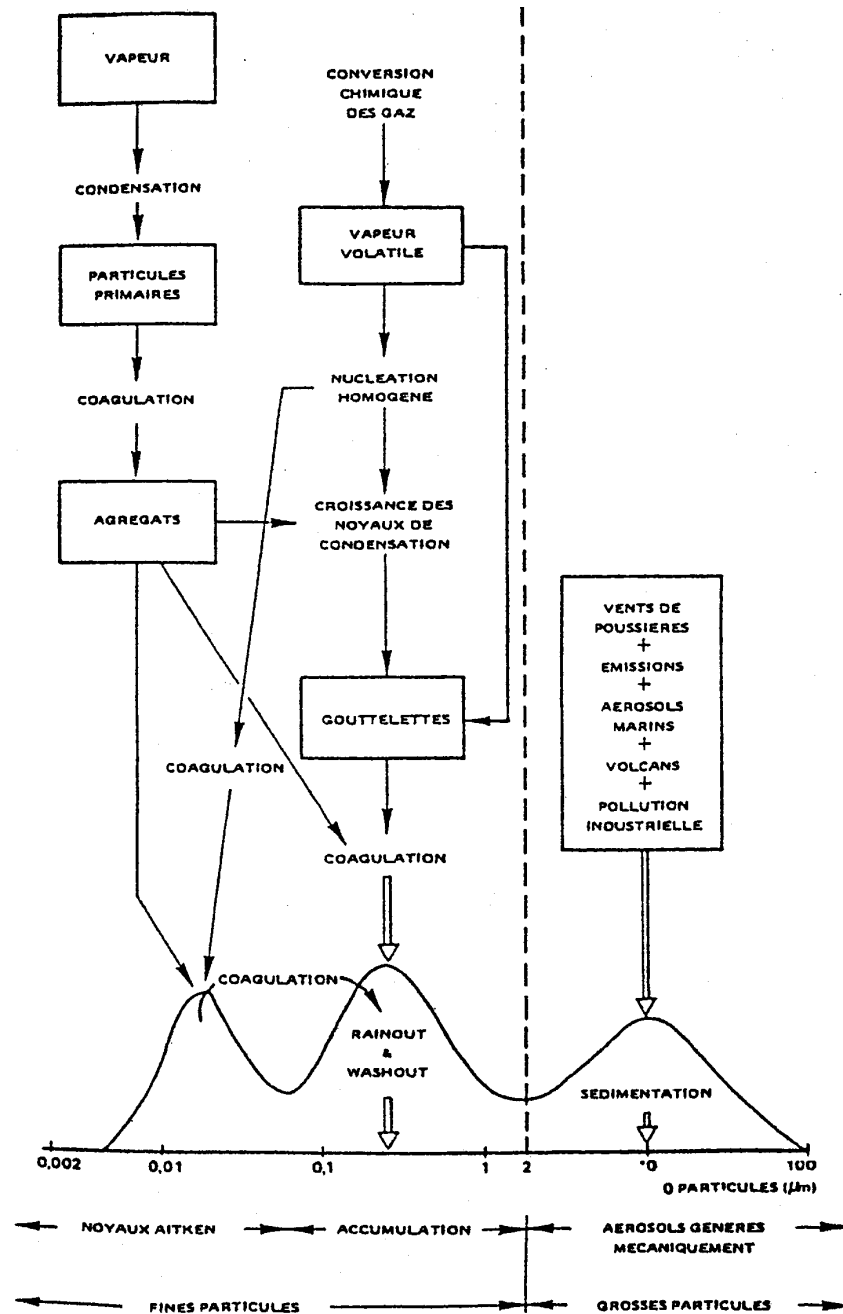 VAPEUR
CONDENSATION
PARTICULES
PRIMAIRES
COAGULATION
AGREGATS
CONVERSION
CHIMIQUE
DES GAZ
VAPEUR
VOLATILE
NUCLEATION
HOMOGENE
CROISSANCE DES
NOYAUX DE
CONDENSATION
GOUTTELETTES
COAGULATION
COAGULATION
VENTS DE
POUSSIERES
+
EMISSIONS
+
AEROSOLS
MARINS
+
VOLCANS
+
POLLUTION
INDUSTRIELLE
COAGULATION
RAINOUT
&
WASHOUT
SEDIMENTATION
0,002 0,01 0,1 1 2 10 100
Ø PARTICULES (µm)
NOYAUX AITKEN ACCUMULATION AEROSOLS GENERES
MECANIQUEMENT
FINES PARTICULES GROSSES PARTICULES